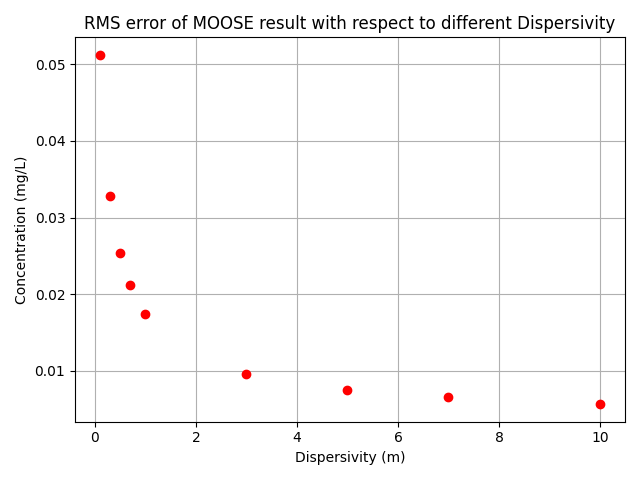 RMS error of MOOSE result with respect to different Dispersivity
0.05
0.04
0.03
0.02
0.01
Concentration (mg/L)
0 2 4 6 8 10
Dispersivity (m)